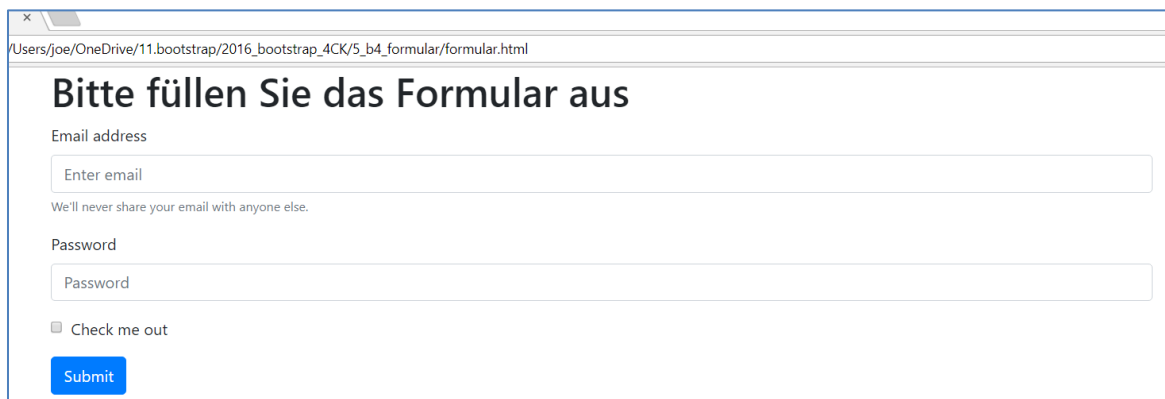 ×
/Users/joe/OneDrive/11.bootstrap/2016_bootstrap_4CK/5_b4_formular/formular.html
Bitte füllen Sie das Formular aus
Email address
Enter email
We'll never share your email with anyone else.
Password
Password
Check me out
Submit